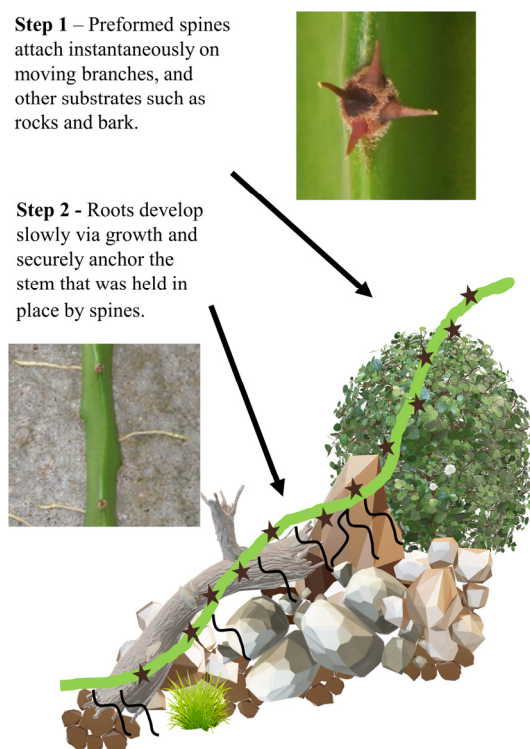 Step 1 – Preformed spines
attach instantaneously on
moving branches, and
other substrates such as
rocks and bark.
Step 2 - Roots develop
slowly via growth and
securely anchor the
stem that was held in
place by spines.